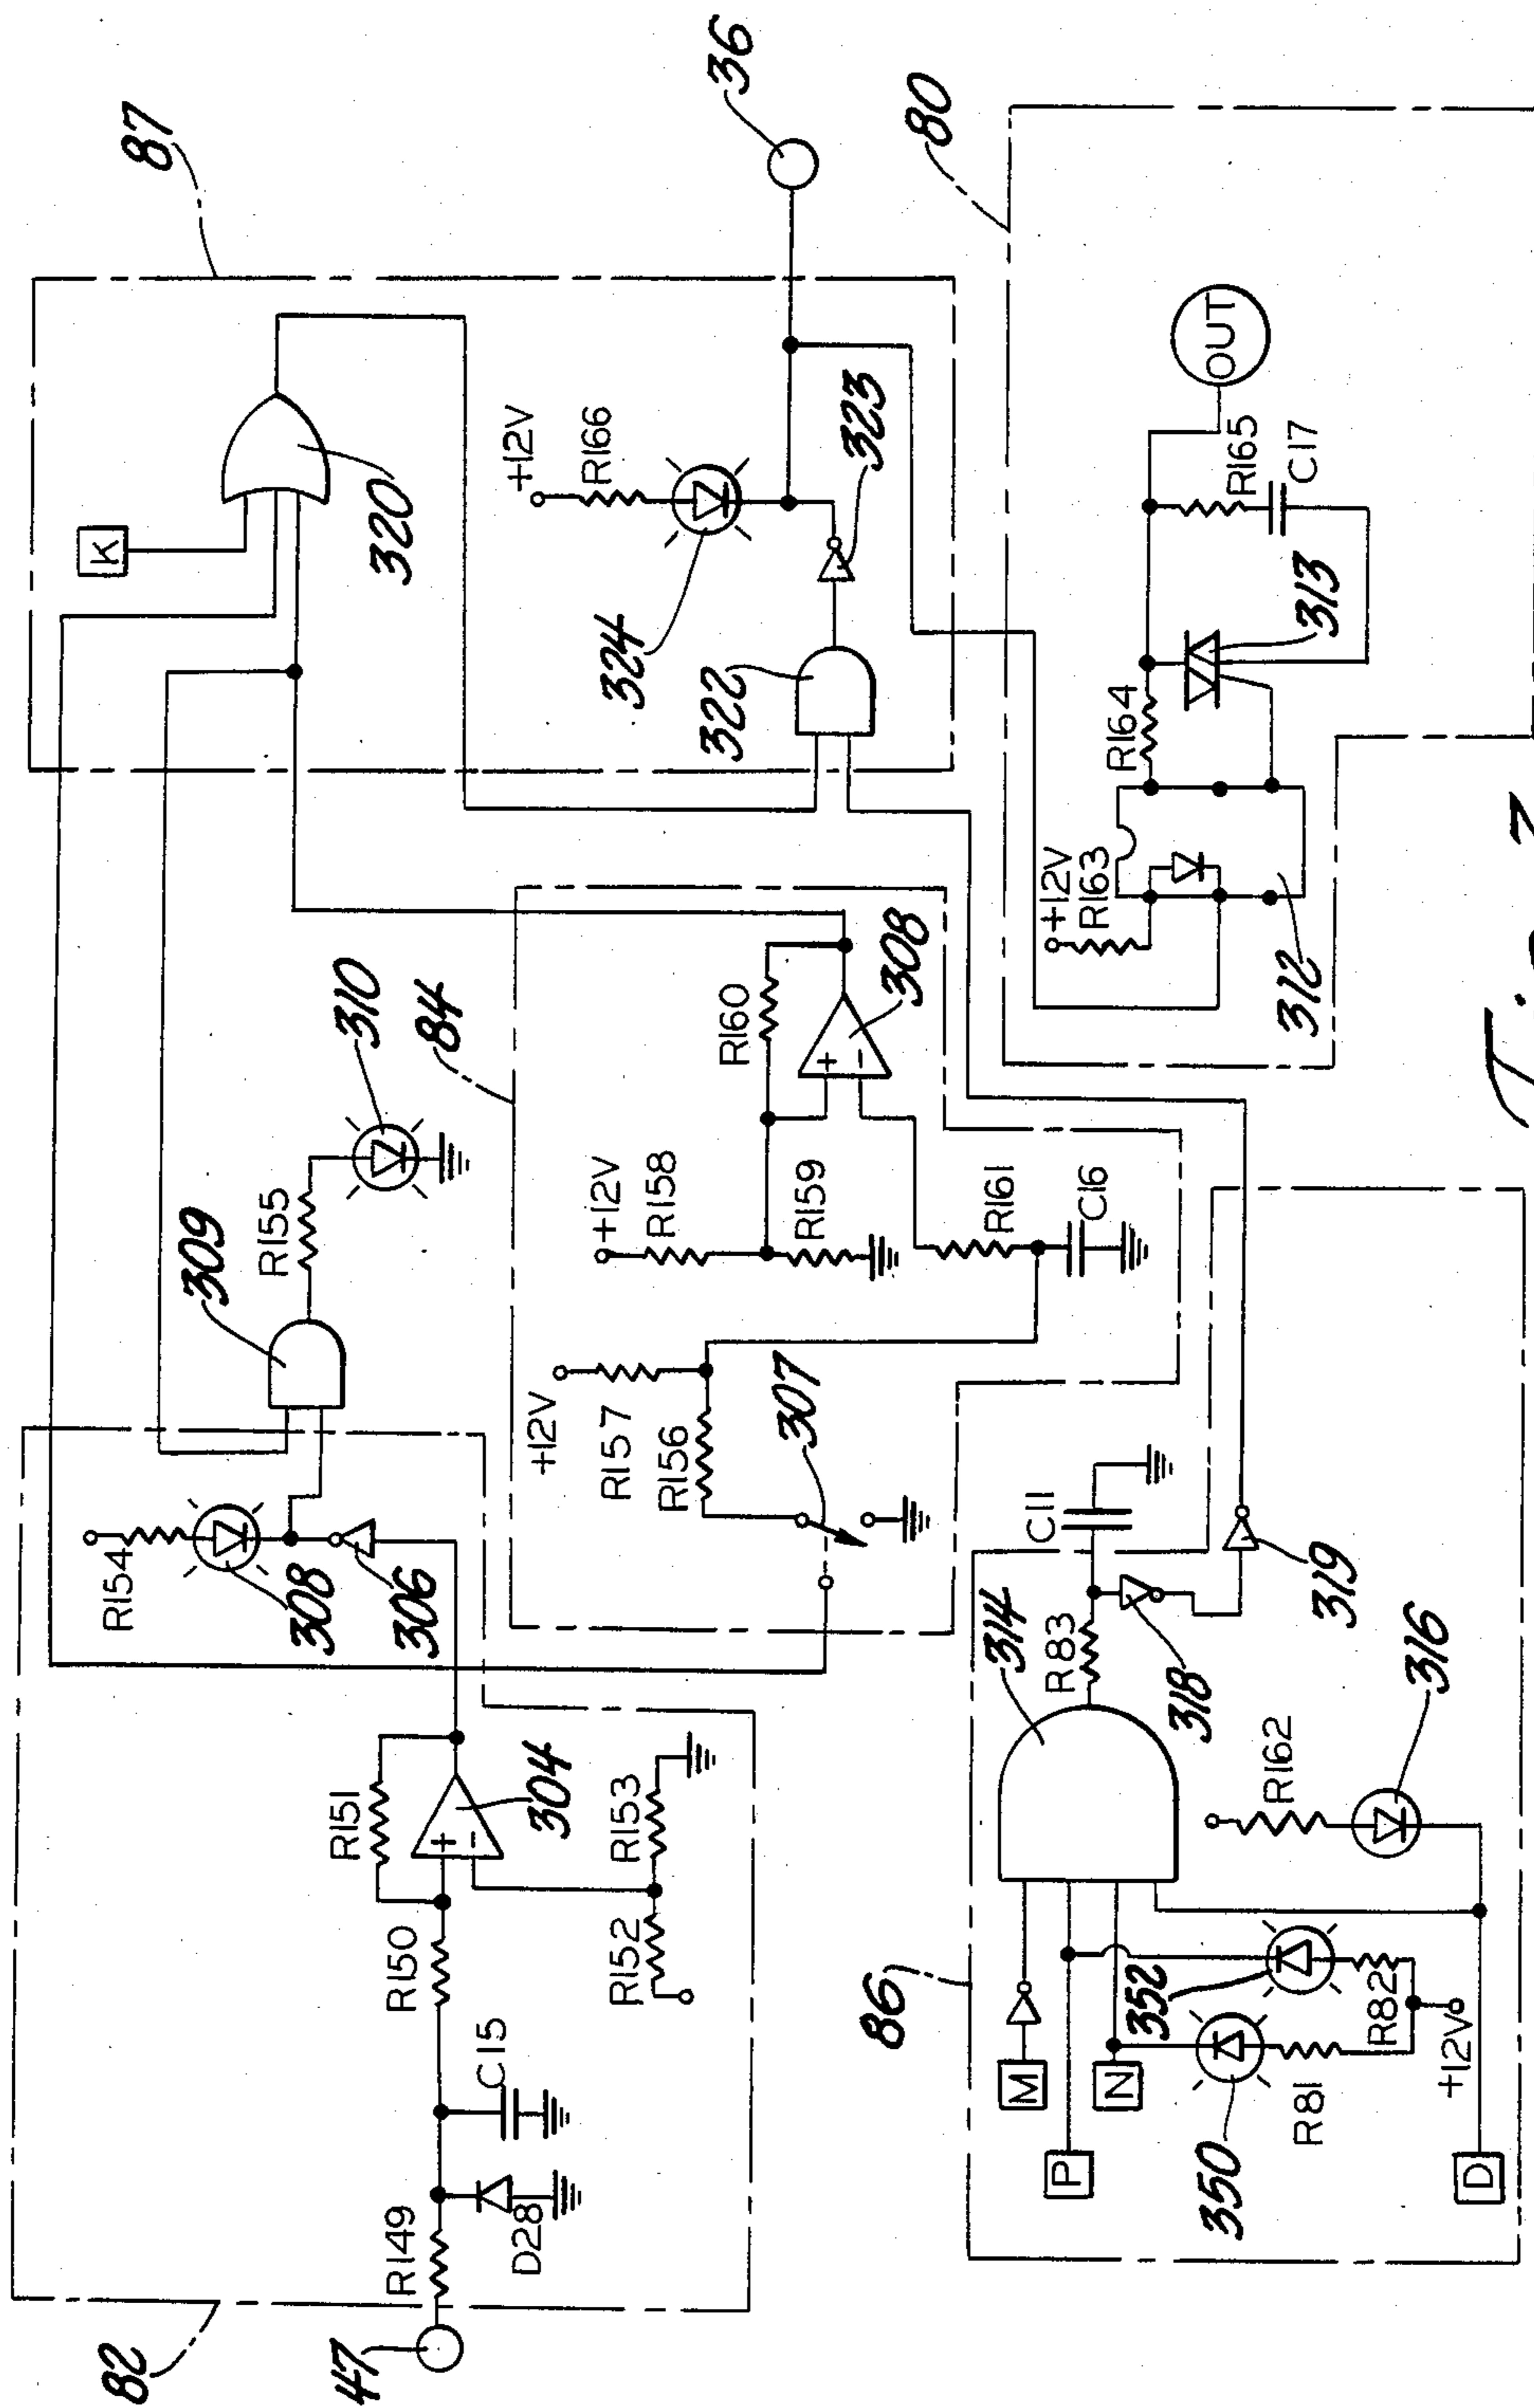 82
47
R149
D28
C15
R150
R151
+
-
304
R152
R153
R154
308
306
309
R155
310
84
+12V
R157
R156
307
+12V
R158
R159
R160
+
-
308
R161
C16
87
K
320
+12V
R166
324
322
323
36
80
+12V
R163
312
R164
313
R165
C17
OUT
86
M
P
N
D
350
352
R81
R82
+12V
314
R83
C11
318
319
R162
316